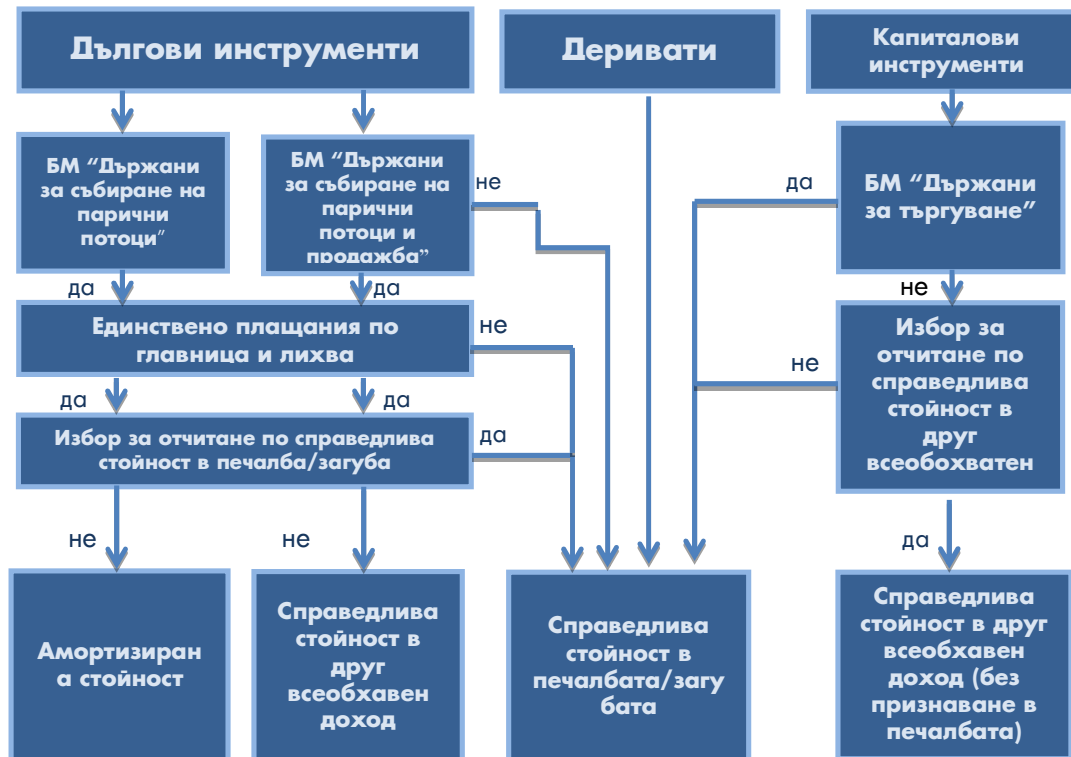 Дългови инструменти
Деривати
Капиталови
инструменти
БМ “Държани
за събиране на
парични
потоци”
БМ “Държани
за събиране на
парични
потоци и
продажба”
не
да
БМ “Държани
за търгуване”
да
да
не
Единствено плащания по
главница и лихва
не
Избор за
отчитане по
справедлива
стойност в
друг
всеобохватен
не
да
да
Избор за отчитане по справедлива
стойност в печалба/загуба
да
не
не
да
Амортизиран
а стойност
Справедлива
стойност в
друг
всеобхавен
доход
Справедлива
стойност в
печалбата/загу
бата
Справедлива
стойност в друг
всеобхавен
доход (без
признаване в
печалбата)